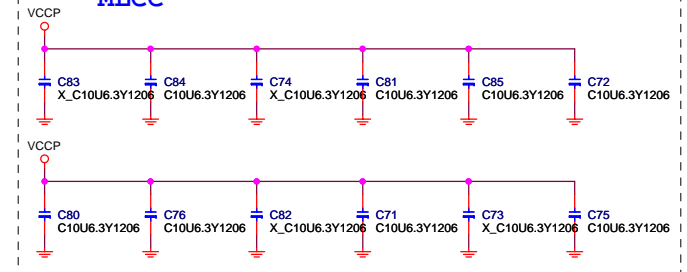 MLCC
VCCP
C83 C84 C74 C81 C85 C72
X_C10U6.3Y1206 C10U6.3Y1206 X_C10U6.3Y1206 C10U6.3Y1206 C10U6.3Y1206 C10U6.3Y1206
VCCP
C80 C76 C82 C71 C73 C75
C10U6.3Y1206 C10U6.3Y1206 X_C10U6.3Y1206 C10U6.3Y1206 X_C10U6.3Y1206 C10U6.3Y1206